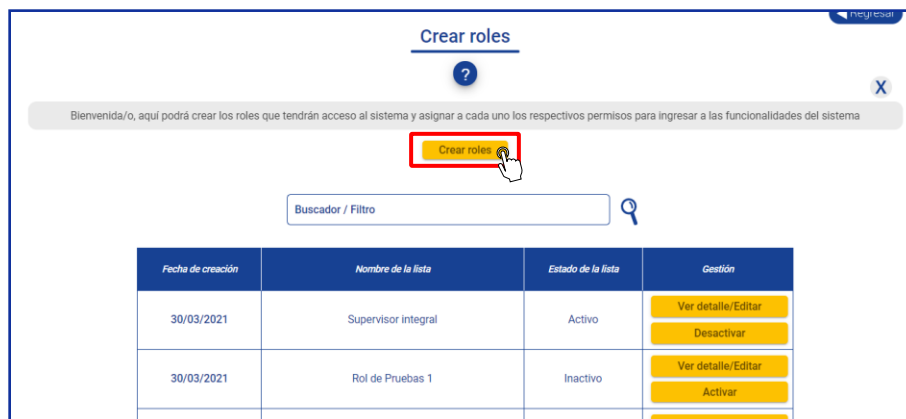 Regresar
Crear roles
?
X
Bienvenida/o, aquí podrá crear los roles que tendrán acceso al sistema y asignar a cada uno los respectivos permisos para ingresar a las funcionalidades del sistema
Crear roles
Buscador / Filtro
Fecha de creación Nombre de la lista Estado de la lista Gestión
30/03/2021 Supervisor integral Activo Ver detalle/Editar
Desactivar
30/03/2021 Rol de Pruebas 1 Inactivo Ver detalle/Editar
Activar